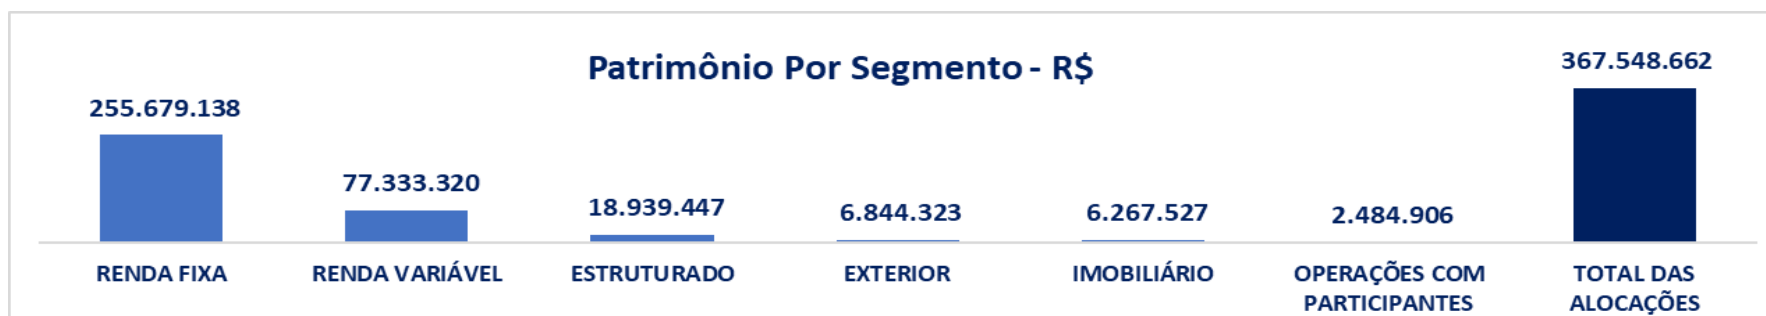 Patrimônio Por Segmento - R$
255.679.138
77.333.320
18.939.447
6.844.323
6.267.527
2.484.906
367.548.662
RENDA FIXA
RENDA VARIÁVEL
ESTRUTURADO
EXTERIOR
IMOBILIÁRIO
OPERAÇÕES COM
PARTICIPANTES
TOTAL DAS
ALOCAÇÕES